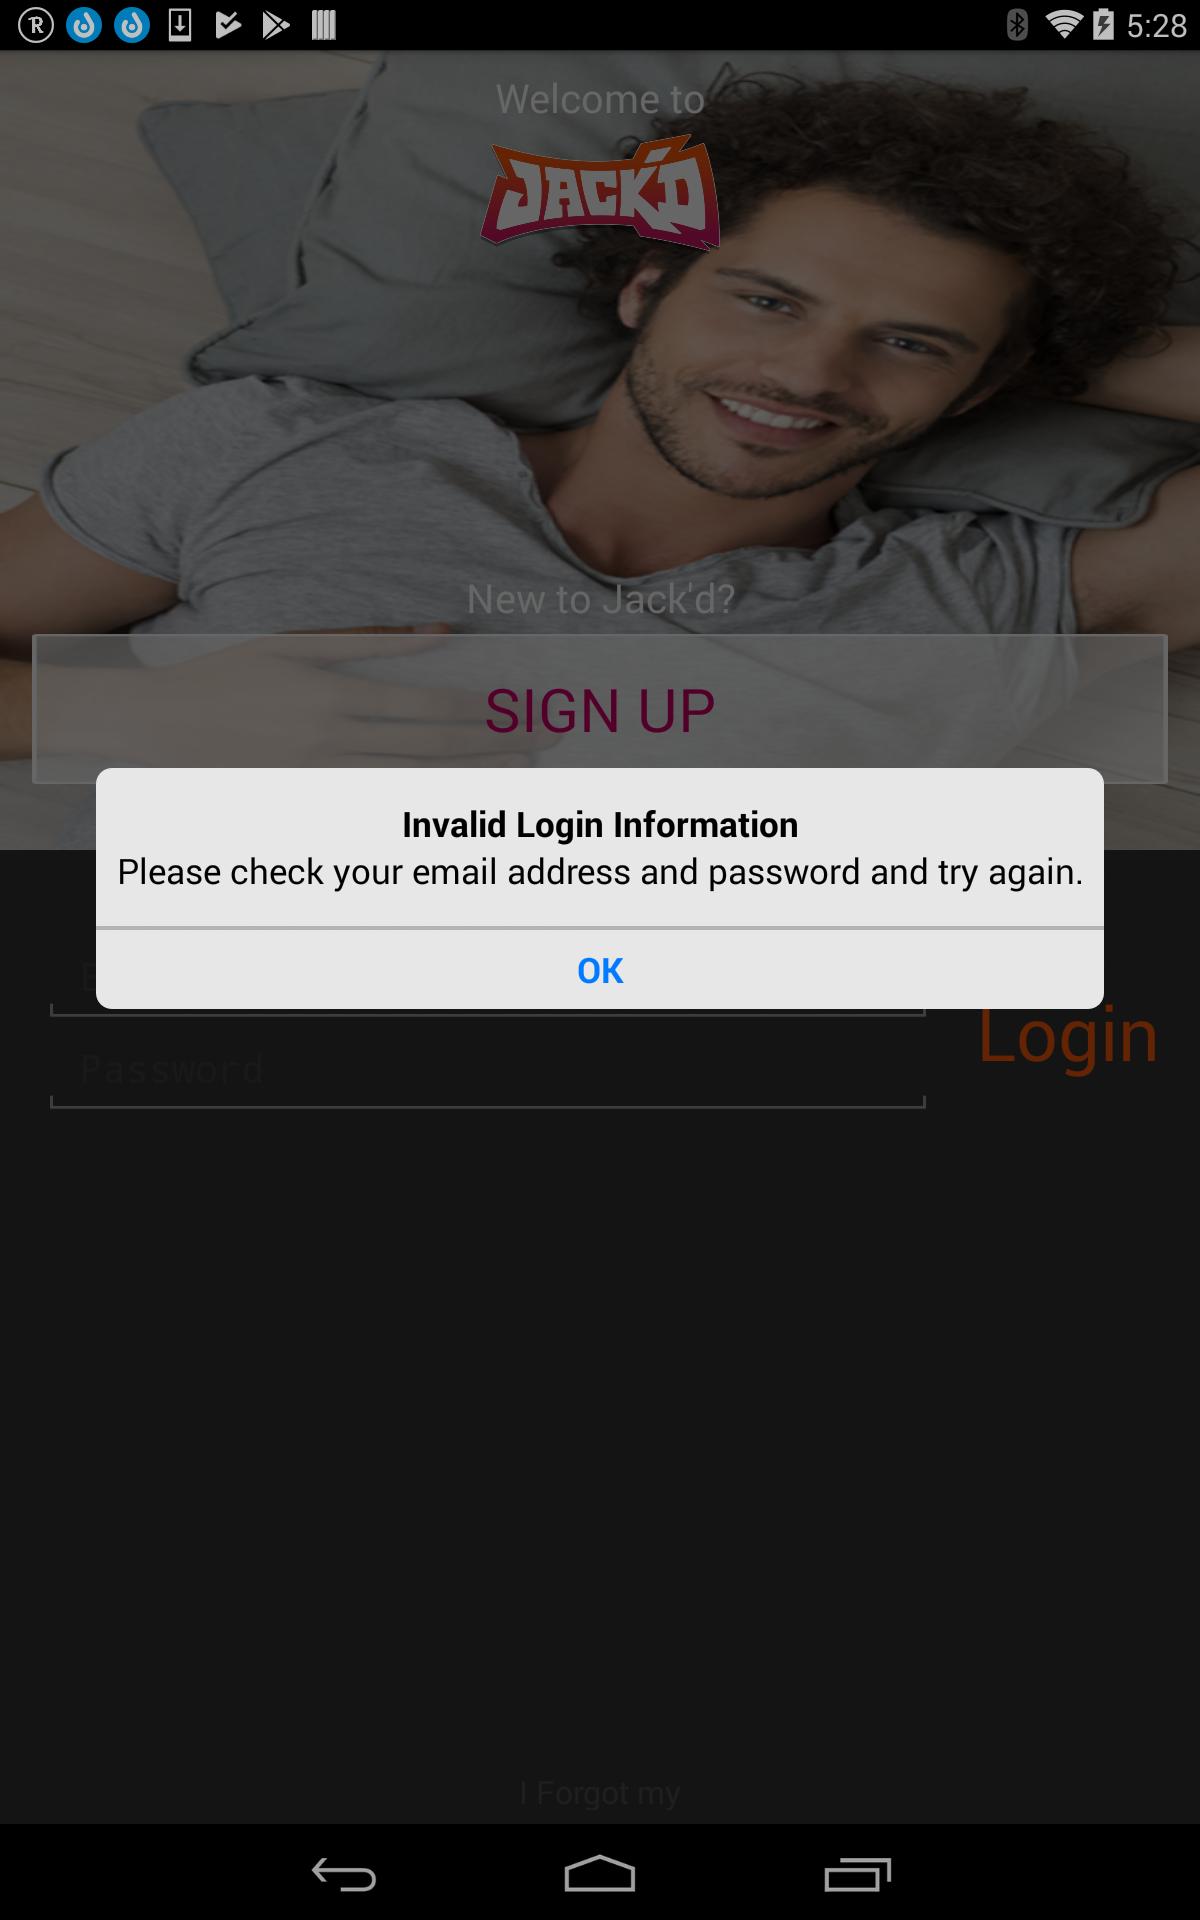 5:28
Welcome to
JACK'D
New to Jack'd?
SIGN UP
Invalid Login Information
Please check your email address and password and try again.
OK
Login
Password
I Forgot my